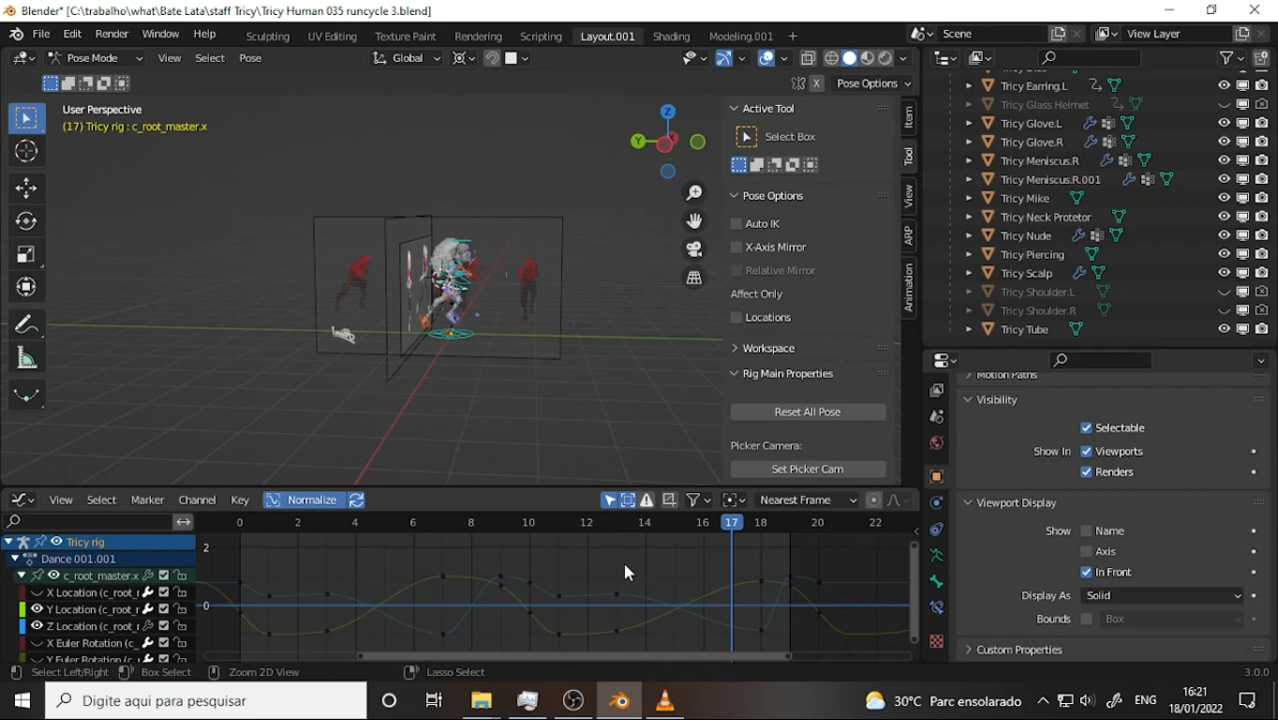 Blender* [C:\trabalho\what\Bate Lata\staff Tricy\Tricy Human 035 runcycle 3.blend]
File Edit Render Window Help Sculpting UV Editing Texture Paint Rendering Scripting Layout.001 Shading Modeling.001 Scene View Layer
Pose Mode View Select Pose Global
Pose Options
User Perspective
(17) Tricy rig : c_root_master.x
Z
Y
Active Tool
Select Box
Pose Options
Auto IK
X-Axis Mirror
Relative Mirror
Affect Only
Locations
Workspace
Rig Main Properties
Reset All Pose
Picker Camera:
Set Picker Cam
Item
Tool
View
ARP
Animation
Tricy Earring.L
Tricy Glass Helmet
Tricy Glove.L
Tricy Glove.R
Tricy Meniscus.R
Tricy Meniscus.R.001
Tricy Mike
Tricy Neck Protetor
Tricy Nude
Tricy Piercing
Tricy Scalp
Tricy Shoulder.L
Tricy Shoulder.R
Tricy Tube
Motion Paths
Visibility
Selectable
Show In Viewports
Renders
Viewport Display
Show Name
Axis
In Front
Display As Solid
Bounds Box
Custom Properties
View Select Marker Channel Key Normalize Nearest Frame
0 2 4 6 8 10 12 14 16 17 18 20 22
2
0
Tricy rig
Dance 001.001
c_root_master.x
X Location (c_root_r
Y Location (c_root_r
Z Location (c_root_r
X Euler Rotation (c_
Y Euler Rotation (c_
Select Left/Right Box Select Zoom 2D View Lasso Select 3.0.0
Digite aqui para pesquisar
30°C Parc ensolarado ENG
16:21
18/01/2022